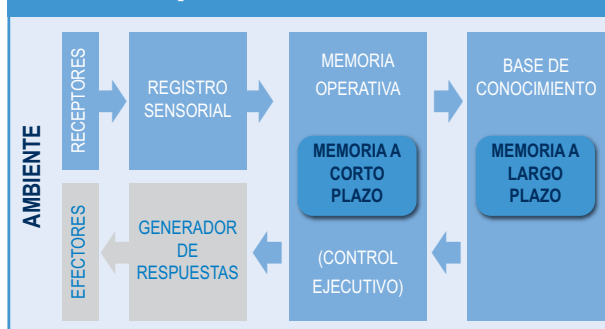 AMBIENTE
RECEPTORES
REGISTRO
SENSORIAL
MEMORIA
OPERATIVA
MEMORIA A
CORTO
PLAZO
(CONTROL
EJECUTIVO)
BASE DE
CONOCIMIENTO
MEMORIA A
LARGO
PLAZO
GENERADOR
DE
RESPUESTAS
EFECTORES